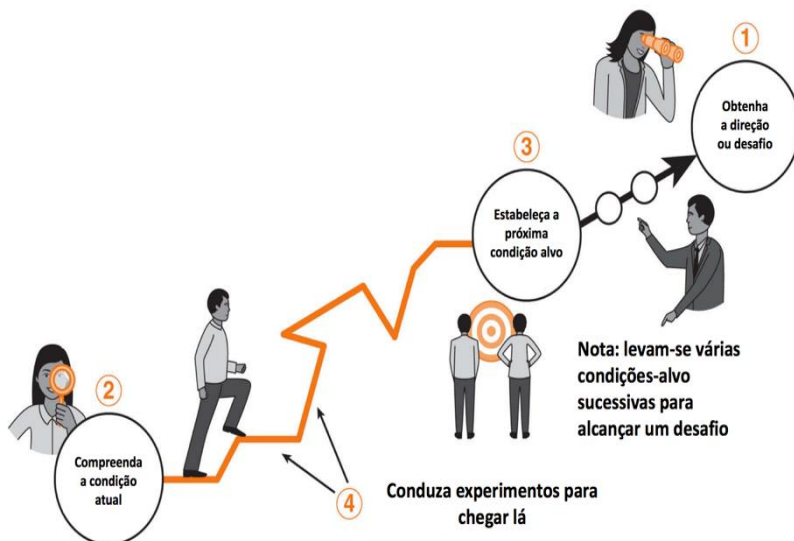 1
Obtenha
a direção
ou desafio
3
Estabeleça a
próxima
condição alvo
Nota: levam-se várias
condições-alvo
sucessivas para
alcançar um desafio
2
Compreenda
a condição
atual
4
Conduza experimentos para
chegar lá